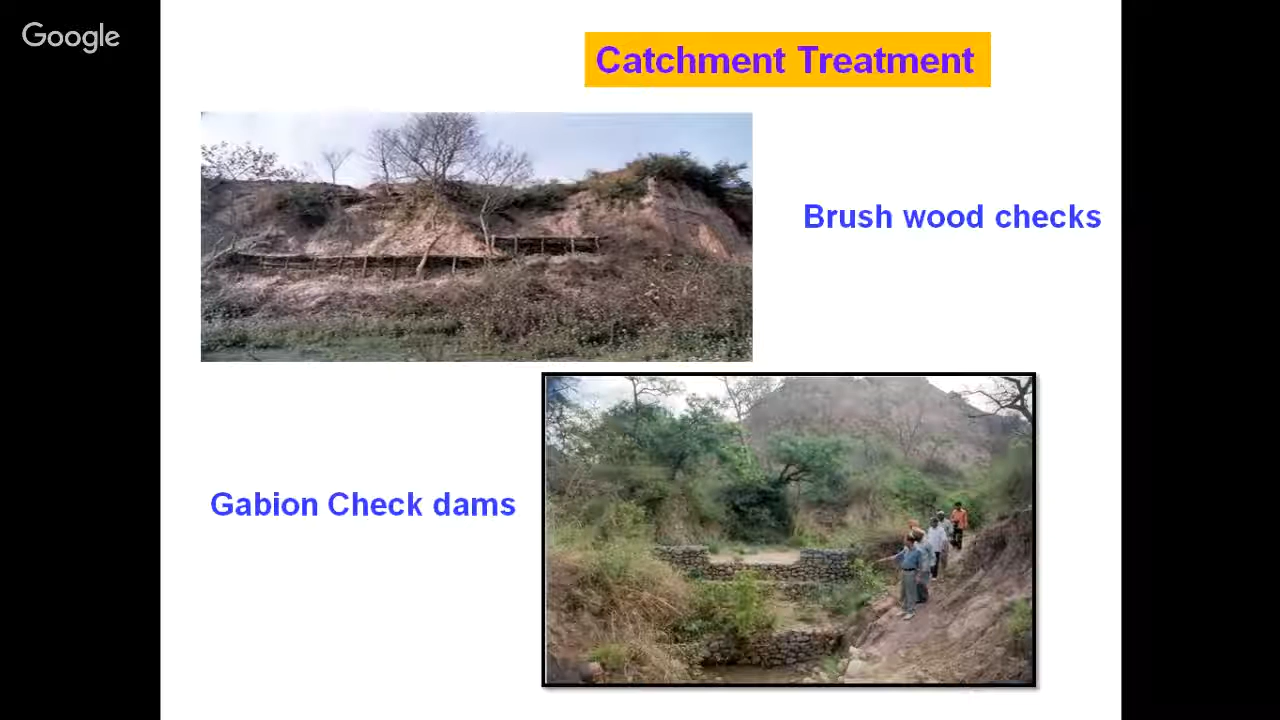 Google
Catchment Treatment
Brush wood checks
Gabion Check dams